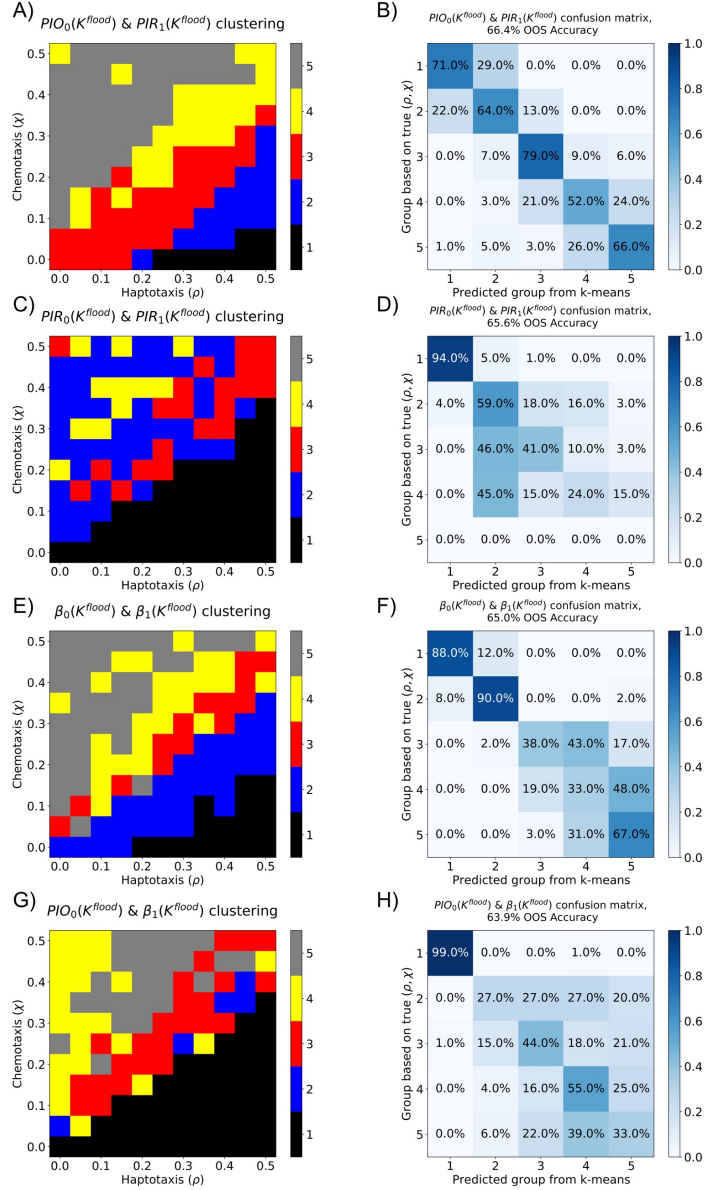 A)
PIO₀(K^flood) & PIR₁(K^flood) clustering
Chemotaxis (χ)
0.5
0.4
0.3
0.2
0.1
0.0
0.0 0.1 0.2 0.3 0.4 0.5
Haptotaxis (ρ)
5
4
3
2
1
B)
PIO₀(K^flood) & PIR₁(K^flood) confusion matrix,
66.4% OOS Accuracy
Group based on true (ρ, χ)
1 71.0% 29.0% 0.0% 0.0% 0.0%
2 22.0% 64.0% 13.0% 0.0% 0.0%
3 0.0% 7.0% 79.0% 9.0% 6.0%
4 0.0% 3.0% 21.0% 52.0% 24.0%
5 1.0% 5.0% 3.0% 26.0% 66.0%
1 2 3 4 5
Predicted group from k-means
1.0
0.8
0.6
0.4
0.2
0.0
C)
PIR₀(K^flood) & PIR₁(K^flood) clustering
Chemotaxis (χ)
0.5
0.4
0.3
0.2
0.1
0.0
0.0 0.1 0.2 0.3 0.4 0.5
Haptotaxis (ρ)
5
4
3
2
1
D)
PIR₀(K^flood) & PIR₁(K^flood) confusion matrix,
65.6% OOS Accuracy
Group based on true (ρ, χ)
1 94.0% 5.0% 1.0% 0.0% 0.0%
2 4.0% 59.0% 18.0% 16.0% 3.0%
3 0.0% 46.0% 41.0% 10.0% 3.0%
4 0.0% 45.0% 15.0% 24.0% 15.0%
5 0.0% 0.0% 0.0% 0.0% 0.0%
1 2 3 4 5
Predicted group from k-means
1.0
0.8
0.6
0.4
0.2
0.0
E)
β₀(K^flood) & β₁(K^flood) clustering
Chemotaxis (χ)
0.5
0.4
0.3
0.2
0.1
0.0
0.0 0.1 0.2 0.3 0.4 0.5
Haptotaxis (ρ)
5
4
3
2
1
F)
β₀(K^flood) & β₁(K^flood) confusion matrix,
65.0% OOS Accuracy
Group based on true (ρ, χ)
1 88.0% 12.0% 0.0% 0.0% 0.0%
2 8.0% 90.0% 0.0% 0.0% 2.0%
3 0.0% 2.0% 38.0% 43.0% 17.0%
4 0.0% 0.0% 19.0% 33.0% 48.0%
5 0.0% 0.0% 3.0% 31.0% 67.0%
1 2 3 4 5
Predicted group from k-means
1.0
0.8
0.6
0.4
0.2
0.0
G)
PIO₀(K^flood) & β₁(K^flood) clustering
Chemotaxis (χ)
0.5
0.4
0.3
0.2
0.1
0.0
0.0 0.1 0.2 0.3 0.4 0.5
Haptotaxis (ρ)
5
4
3
2
1
H)
PIO₀(K^flood) & β₁(K^flood) confusion matrix,
63.9% OOS Accuracy
Group based on true (ρ, χ)
1 99.0% 0.0% 0.0% 1.0% 0.0%
2 0.0% 27.0% 27.0% 27.0% 20.0%
3 1.0% 15.0% 44.0% 18.0% 21.0%
4 0.0% 4.0% 16.0% 55.0% 25.0%
5 0.0% 6.0% 22.0% 39.0% 33.0%
1 2 3 4 5
Predicted group from k-means
1.0
0.8
0.6
0.4
0.2
0.0